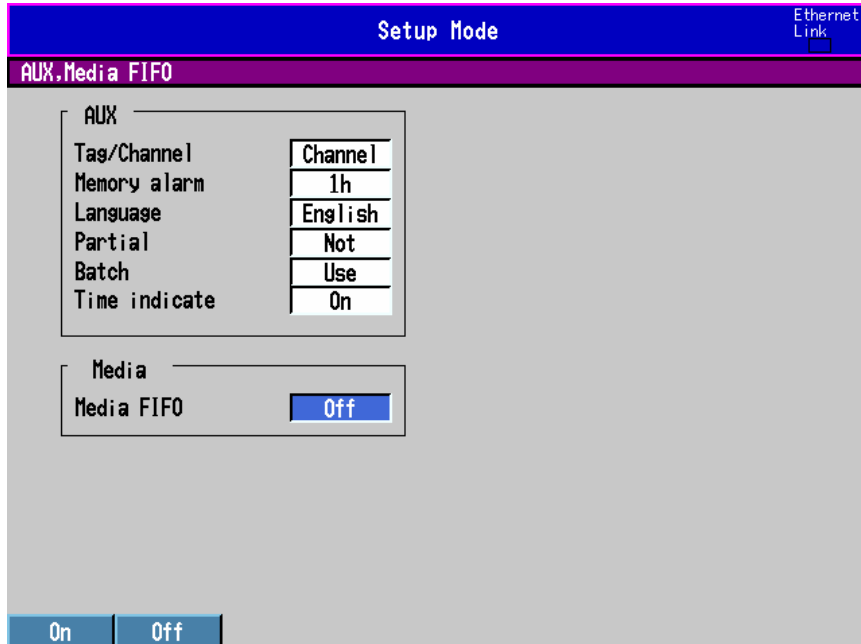 Setup Mode
Ethernet
Link
AUX,Media FIFO
AUX
Tag/Channel Channel
Memory alarm 1h
Language English
Partial Not
Batch Use
Time indicate On
Media
Media FIFO Off
On Off